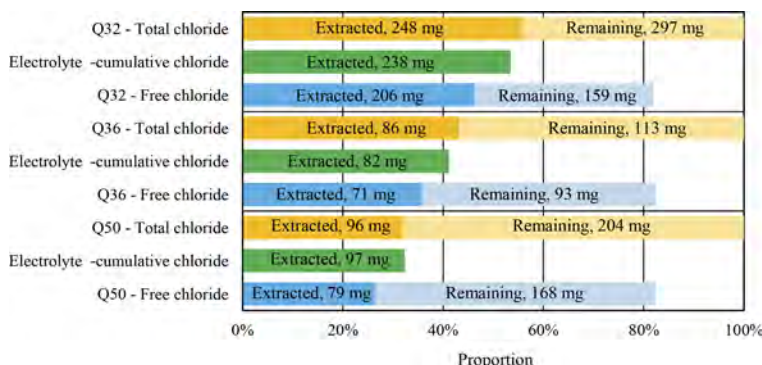 Q32 - Total chloride Extracted, 248 mg Remaining, 297 mg
Electrolyte -cumulative chloride Extracted, 238 mg
Q32 - Free chloride Extracted, 206 mg Remaining, 159 mg
Q36 - Total chloride Extracted, 86 mg Remaining, 113 mg
Electrolyte -cumulative chloride Extracted, 82 mg
Q36 - Free chloride Extracted, 71 mg Remaining, 93 mg
Q50 - Total chloride Extracted, 96 mg Remaining, 204 mg
Electrolyte -cumulative chloride Extracted, 97 mg
Q50 - Free chloride Extracted, 79 mg Remaining, 168 mg
0% 20% 40% 60% 80% 100%
Proportion